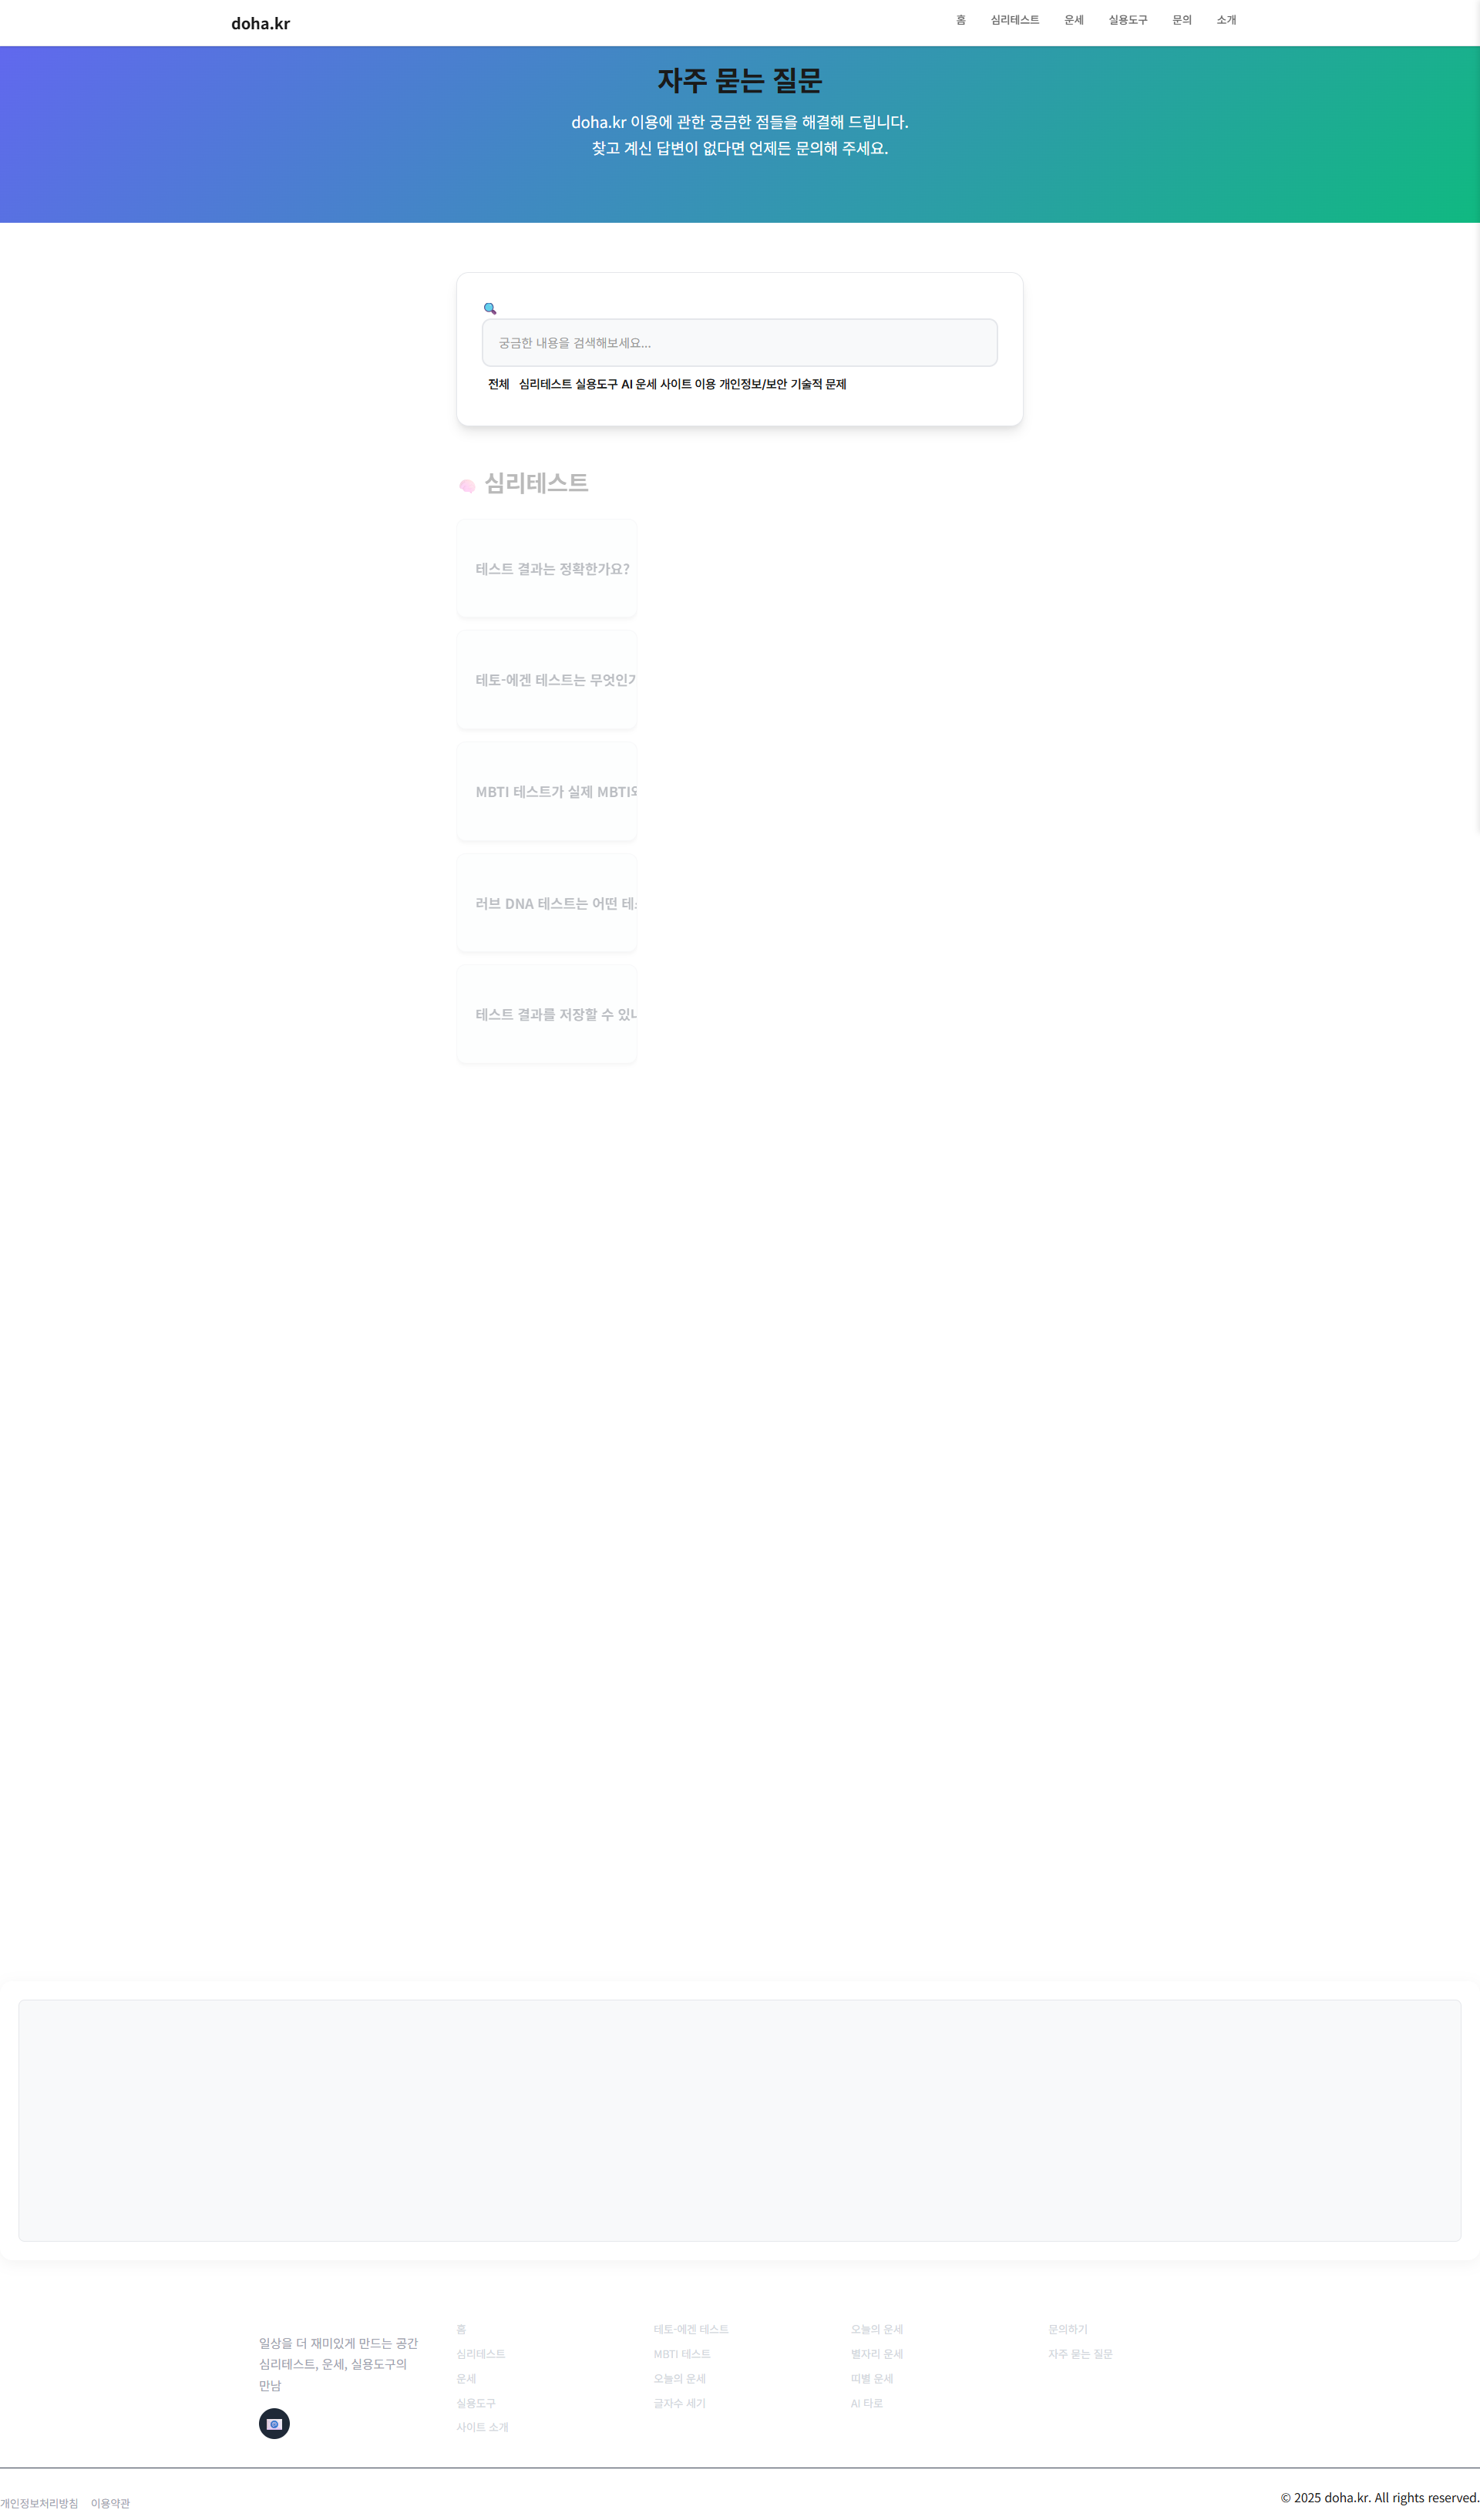 doha.kr
홈 심리테스트 운세 실용도구 문의 소개
자주 묻는 질문
doha.kr 이용에 관한 궁금한 점들을 해결해 드립니다.
찾고 계신 답변이 없다면 언제든 문의해 주세요.
궁금한 내용을 검색해보세요...
전체 심리테스트 실용도구 AI 운세 사이트 이용 개인정보/보안 기술적 문제
심리테스트
테스트 결과는 정확한가요?
테토-에겐 테스트는 무엇인가
MBTI 테스트가 실제 MBTI
러브 DNA 테스트는 어떤
테스트 결과를 저장할 수
일상을 더 재미있게 만드는 공간
심리테스트, 운세, 실용도구의
만남
홈
심리테스트
운세
실용도구
사이트 소개
테토-에겐 테스트
MBTI 테스트
오늘의 운세
글자수 세기
오늘의 운세
별자리 운세
띠별 운세
AI 타로
문의하기
자주 묻는 질문
개인정보처리방침 이용약관
© 2025 doha.kr. All rights reserved.